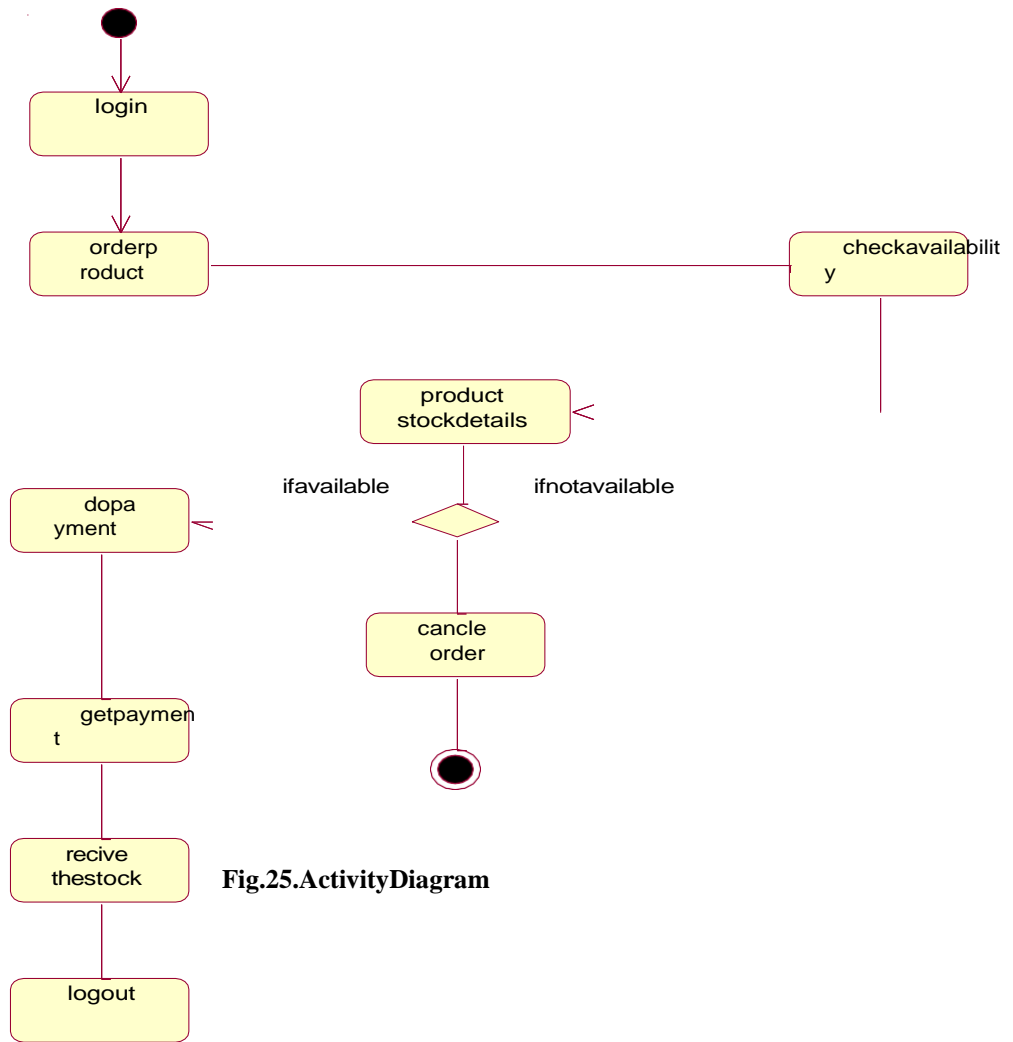 login
orderp
roduct
checkavailabilit
y
product
stockdetails
ifavailable
ifnotavailable
dopa
yment
cancle
order
getpaymen
t
recive
thestock
Fig.25.ActivityDiagram
logout